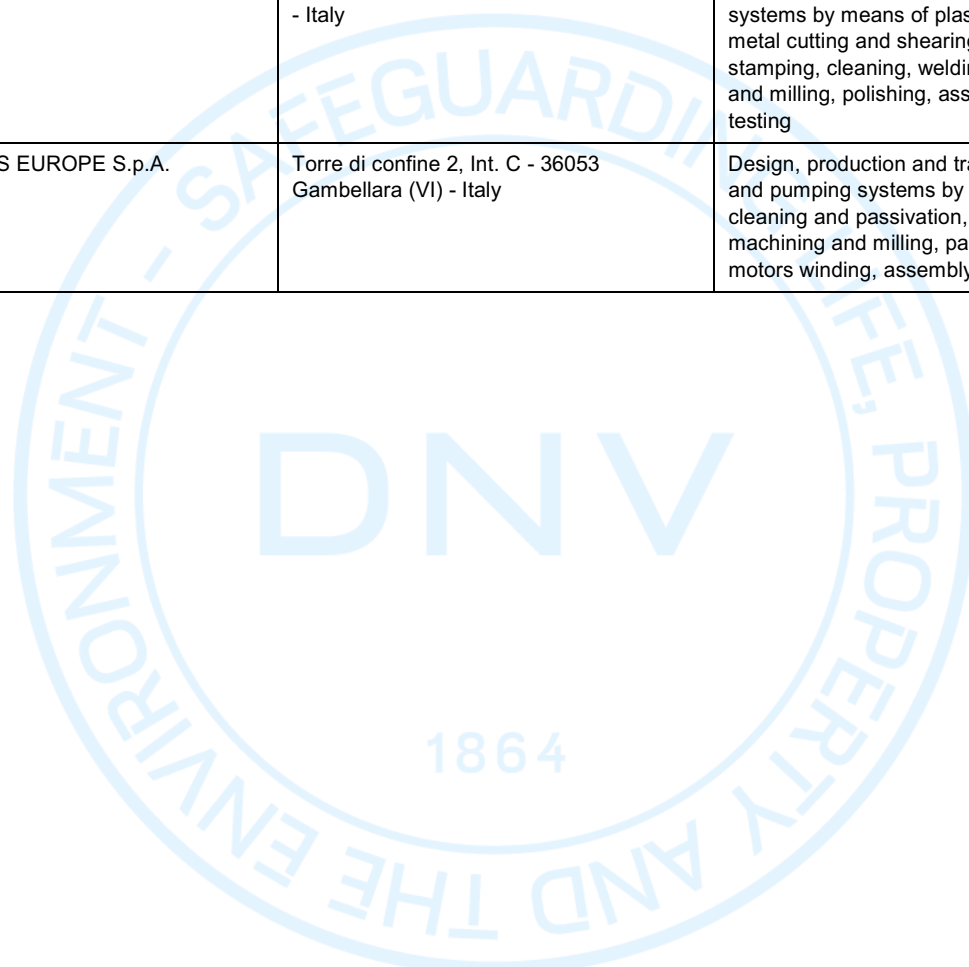 - Italy
systems by means of plas
metal cutting and shearing
stamping, cleaning, weldin
and milling, polishing, ass
testing
S EUROPE S.p.A.
Torre di confine 2, Int. C - 36053
Gambellara (VI) - Italy
Design, production and tra
and pumping systems by
cleaning and passivation,
machining and milling, pa
motors winding, assembly
SAFEGUARDING LIFE, PROPERTY AND THE ENVIRONMENT -
DNV
1864